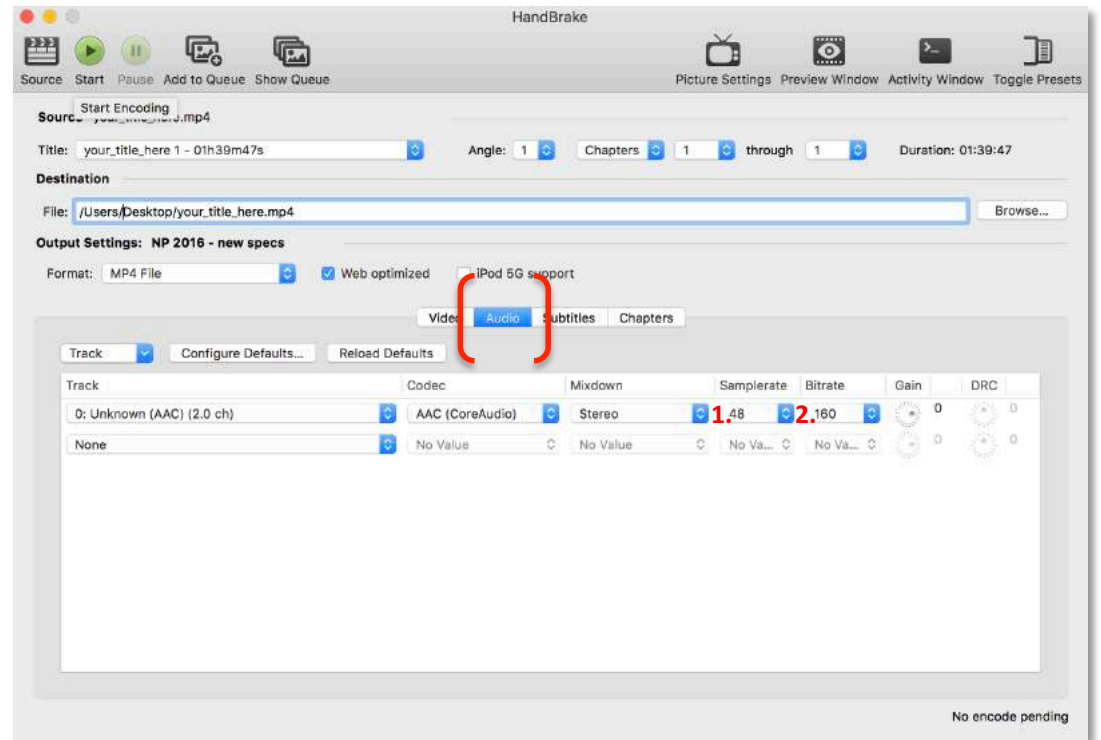 HandBrake
Source Start Pause Add to Queue Show Queue Picture Settings Preview Window Activity Window Toggle Presets
Start Encoding
Source .mp4
Title: your_title_here 1 - 01h39m47s Angle: 1 Chapters 1 through 1 Duration: 01:39:47
Destination
File: /Users/Desktop/your_title_here.mp4 Browse...
Output Settings: NP 2016 - new specs
Format: MP4 File Web optimized iPod 5G support
Video Audio Subtitles Chapters
Track Configure Defaults... Reload Defaults
Track Codec Mixdown Samplerate Bitrate Gain DRC
0: Unknown (AAC) (2.0 ch) AAC (CoreAudio) Stereo 1. 48 2. 160 0 0
None No Value No Value No Va... No Va... 0 0
No encode pending